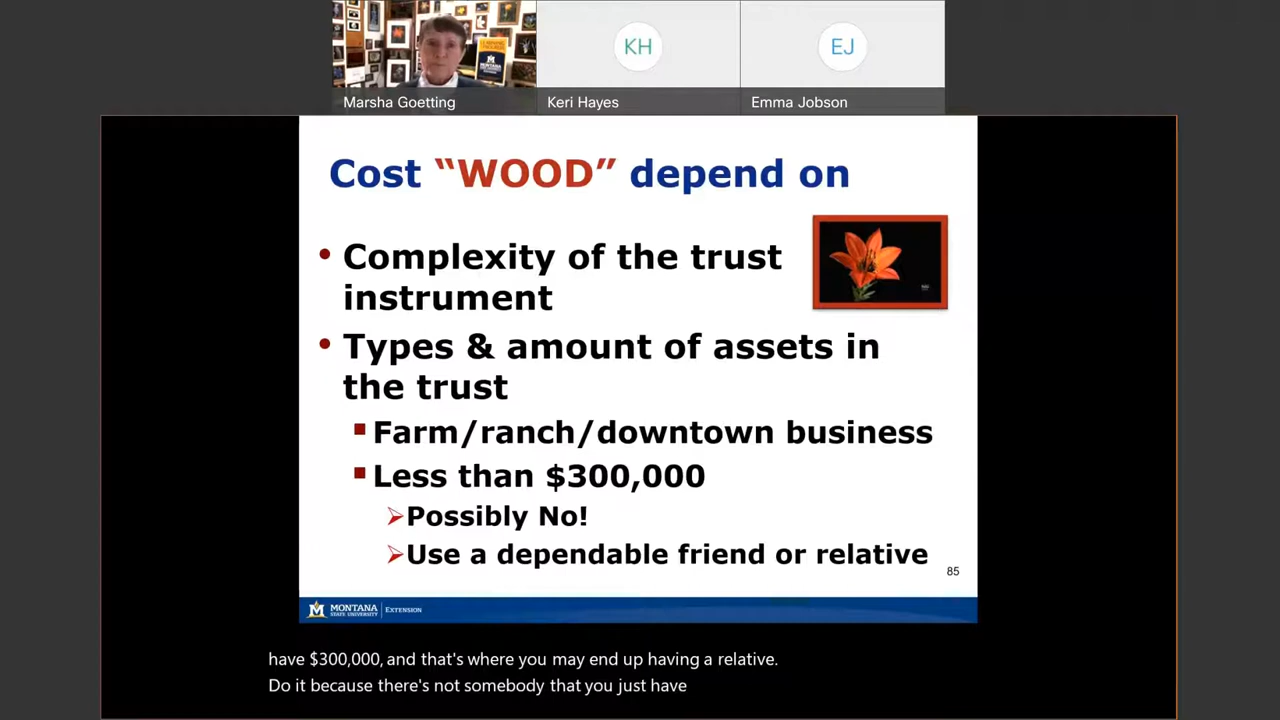 KH
EJ
Marsha Goetting
Keri Hayes
Emma Jobson
Cost “WOOD” depend on
• Complexity of the trust
instrument
• Types & amount of assets in
the trust
▪ Farm/ranch/downtown business
▪ Less than $300,000
➢Possibly No!
➢Use a dependable friend or relative
85
M MONTANA
STATE UNIVERSITY
EXTENSION
have $300,000, and that's where you may end up having a relative.
Do it because there's not somebody that you just have